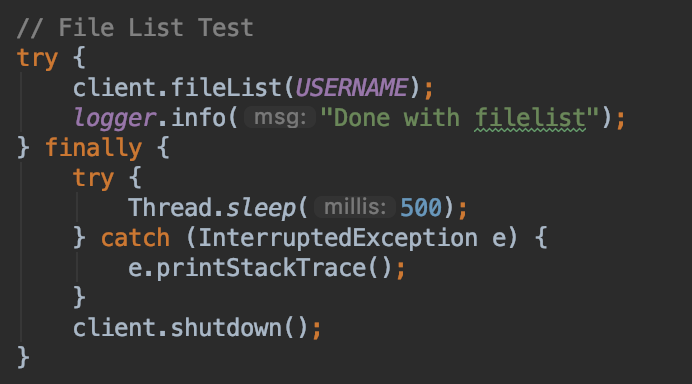 // File List Test
try {
client.fileList(USERNAME);
logger.info( msg: "Done with filelist");
} finally {
try {
Thread.sleep( millis: 500);
} catch (InterruptedException e) {
e.printStackTrace();
}
client.shutdown();
}